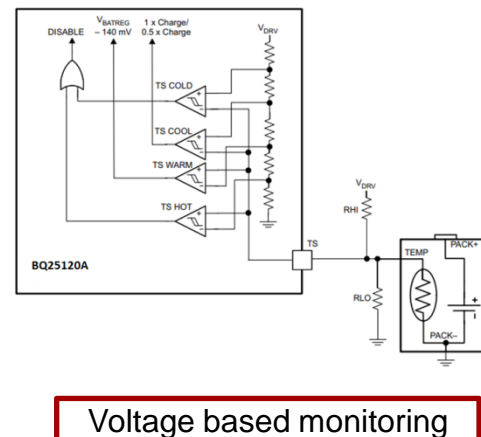 DISABLE
VBATREG
– 140 mV
1 x Charge/
0.5 x Charge
VDRV
TS COLD
TS COOL
TS WARM
TS HOT
BQ25120A
TS
VDRV
RHI
RLO
TEMP
PACK+
PACK–
Voltage based monitoring